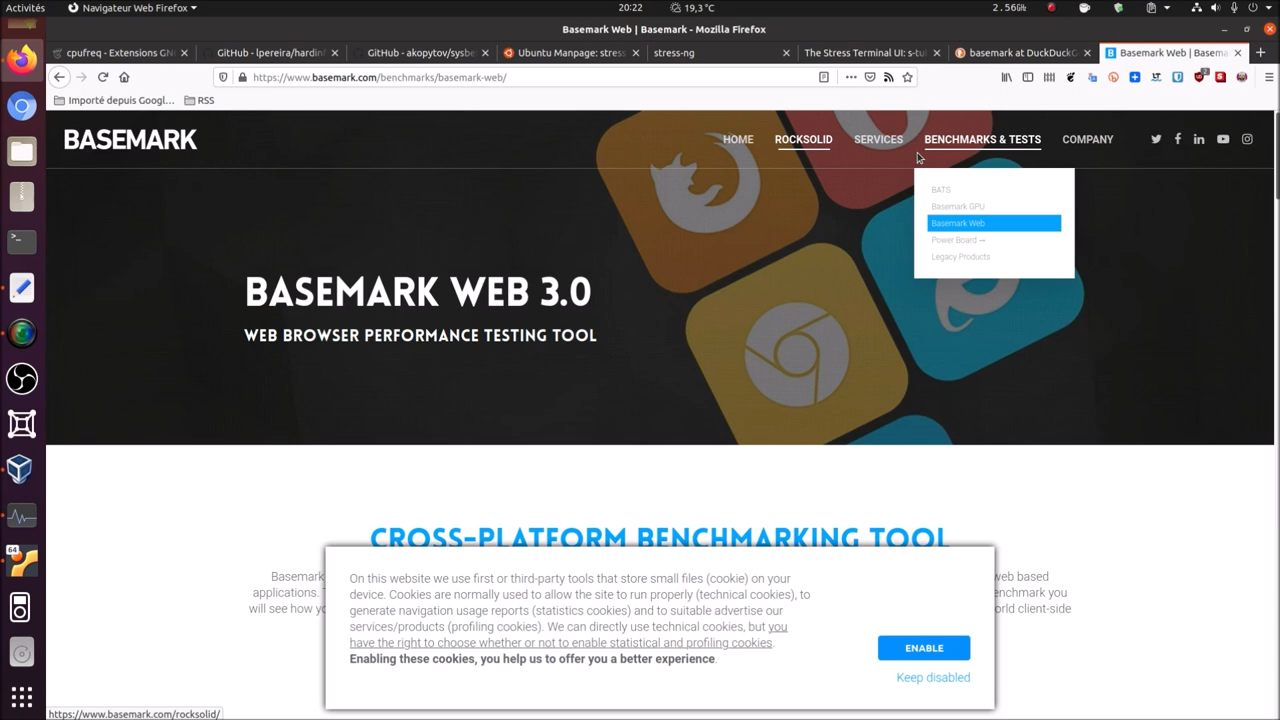 Activités
Navigateur Web Firefox
20:22
19,3 °C
2.56GHz
Basemark Web | Basemark - Mozilla Firefox
cpufreq - Extensions GN
GitHub - lpereira/hardinf
GitHub - akopytov/sysbe
Ubuntu Manpage: stress
stress-ng
The Stress Terminal UI: s-tui
basemark at DuckDuckG
Basemark Web | Basema
https://www.basemark.com/benchmarks/basemark-web/
Importé depuis Googl...
RSS
BASEMARK
HOME
ROCKSOLID
SERVICES
BENCHMARKS & TESTS
COMPANY
BATS
Basemark GPU
Basemark Web
Power Board →
Legacy Products
BASEMARK WEB 3.0
WEB BROWSER PERFORMANCE TESTING TOOL
CROSS-PLATFORM BENCHMARKING TOOL
Basemark
web based
applications.
benchmark you
will see how yo
orld client-side
On this website we use first or third-party tools that store small files (cookie) on your
device. Cookies are normally used to allow the site to run properly (technical cookies), to
generate navigation usage reports (statistics cookies) and to suitable advertise our
services/products (profiling cookies). We can directly use technical cookies, but you
have the right to choose whether or not to enable statistical and profiling cookies.
Enabling these cookies, you help us to offer you a better experience.
ENABLE
Keep disabled
64
https://www.basemark.com/rocksolid/